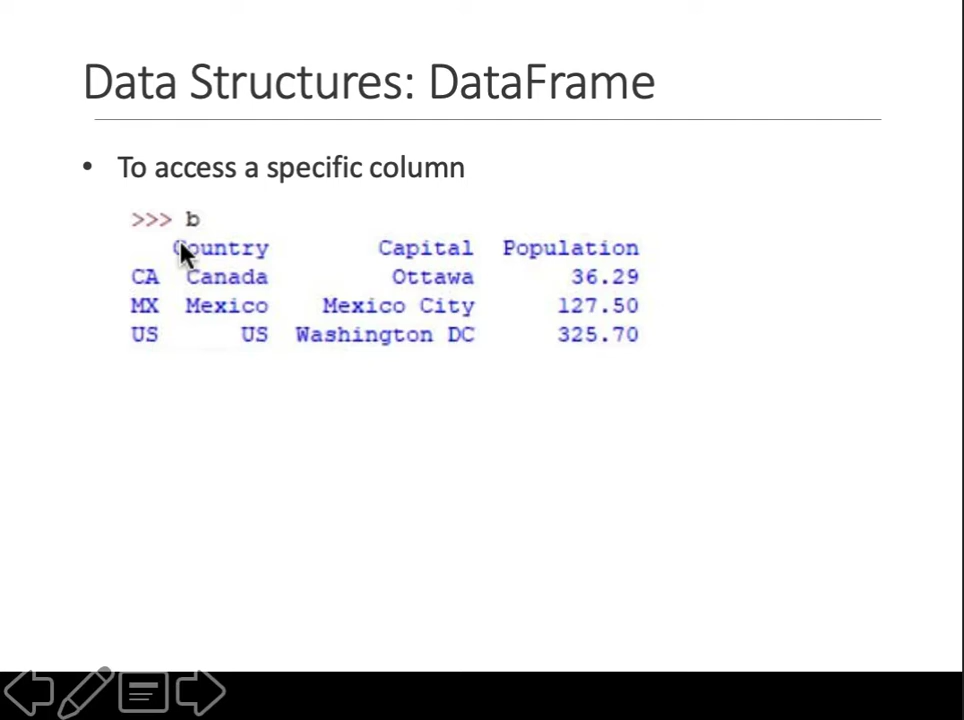 Data Structures: DataFrame
• To access a specific column
>>> b
Country Capital Population
CA Canada Ottawa 36.29
MX Mexico Mexico City 127.50
US US Washington DC 325.70